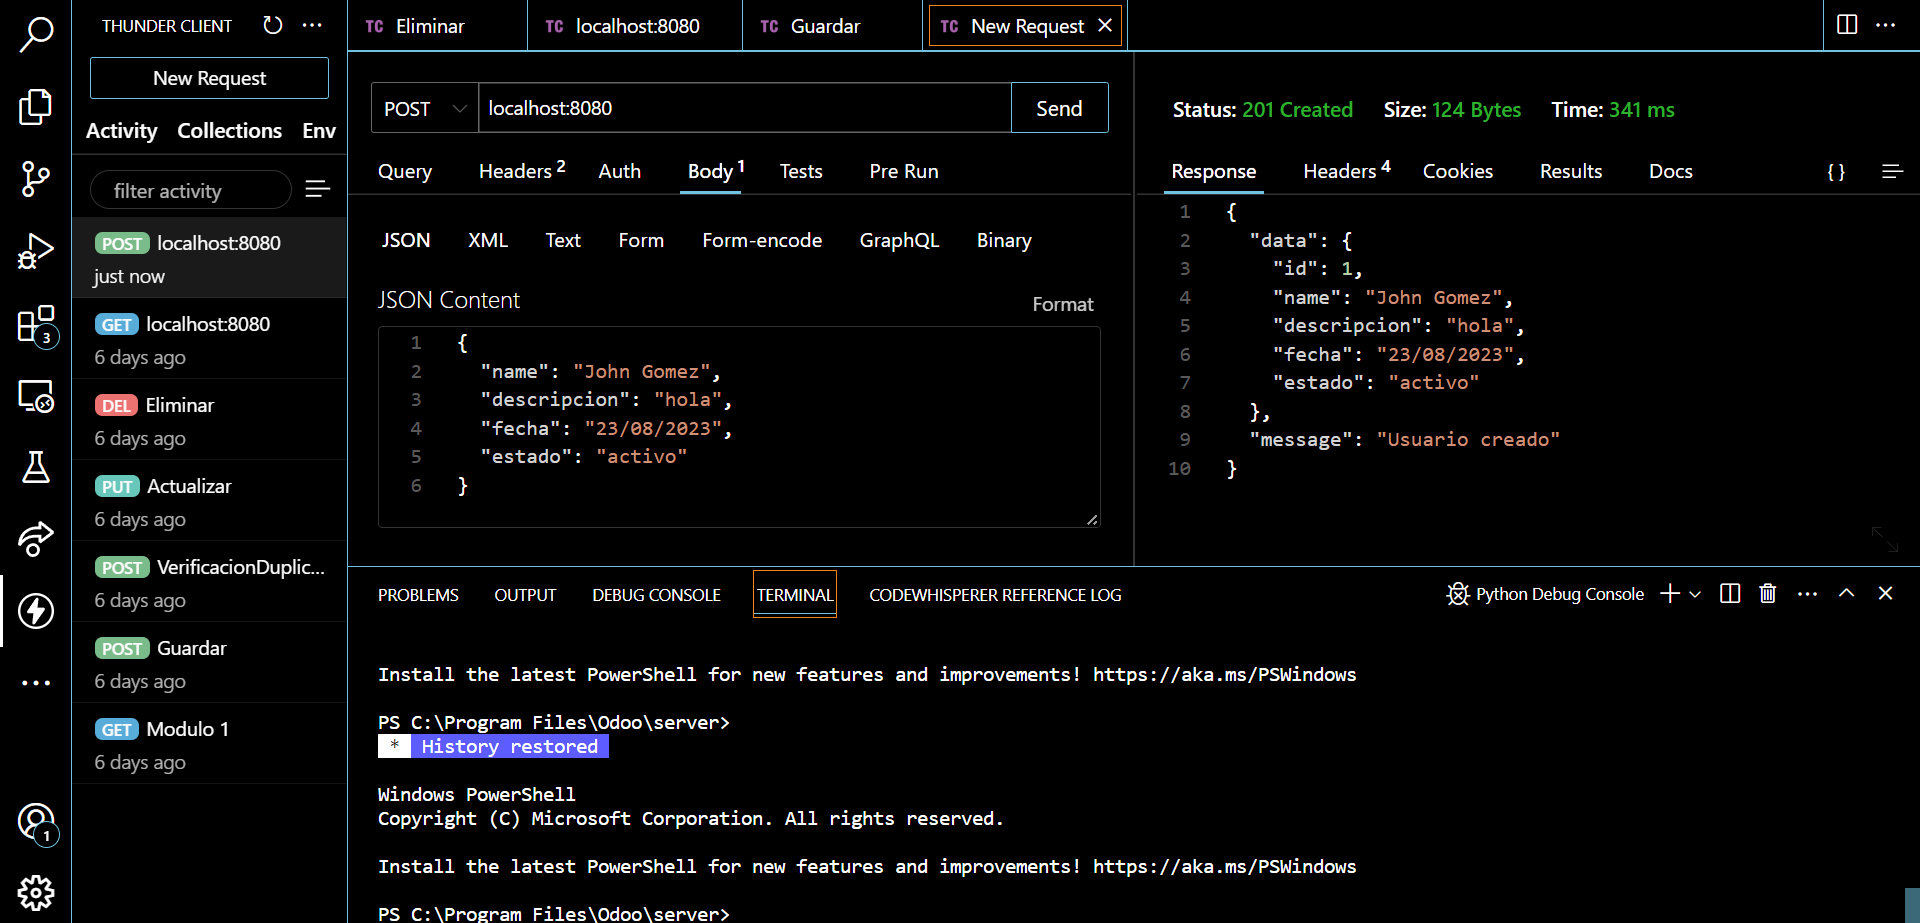 THUNDER CLIENT
New Request
Activity Collections Env
filter activity
POST localhost:8080
just now
GET localhost:8080
6 days ago
DEL Eliminar
6 days ago
PUT Actualizar
6 days ago
POST VerificacionDuplic...
6 days ago
POST Guardar
6 days ago
GET Modulo 1
6 days ago
3
1
TC Eliminar
TC localhost:8080
TC Guardar
TC New Request
POST localhost:8080 Send
Query Headers 2 Auth Body 1 Tests Pre Run
JSON XML Text Form Form-encode GraphQL Binary
JSON Content Format
1 {
2 "name": "John Gomez",
3 "descripcion": "hola",
4 "fecha": "23/08/2023",
5 "estado": "activo"
6 }
Status: 201 Created Size: 124 Bytes Time: 341 ms
Response Headers 4 Cookies Results Docs { }
1 {
2 "data": {
3 "id": 1,
4 "name": "John Gomez",
5 "descripcion": "hola",
6 "fecha": "23/08/2023",
7 "estado": "activo"
8 },
9 "message": "Usuario creado"
10 }
PROBLEMS OUTPUT DEBUG CONSOLE TERMINAL CODEWHISPERER REFERENCE LOG Python Debug Console
Install the latest PowerShell for new features and improvements! https://aka.ms/PSWindows
PS C:\Program Files\Odoo\server>
* History restored
Windows PowerShell
Copyright (C) Microsoft Corporation. All rights reserved.
Install the latest PowerShell for new features and improvements! https://aka.ms/PSWindows
PS C:\Program Files\Odoo\server>